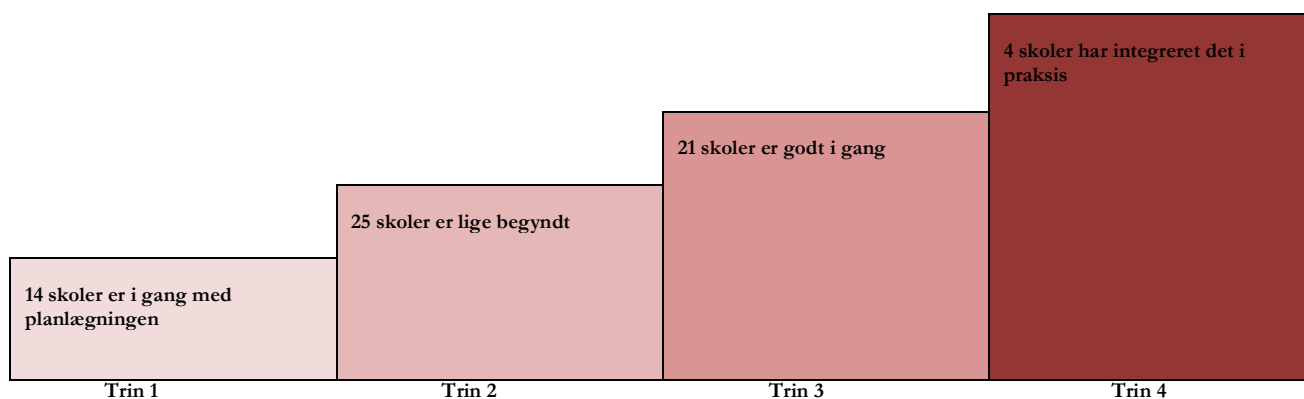 4 skoler har integreret det i
praksis
21 skoler er godt i gang
25 skoler er lige begyndt
14 skoler er i gang med
planlægningen
Trin 1
Trin 2
Trin 3
Trin 4